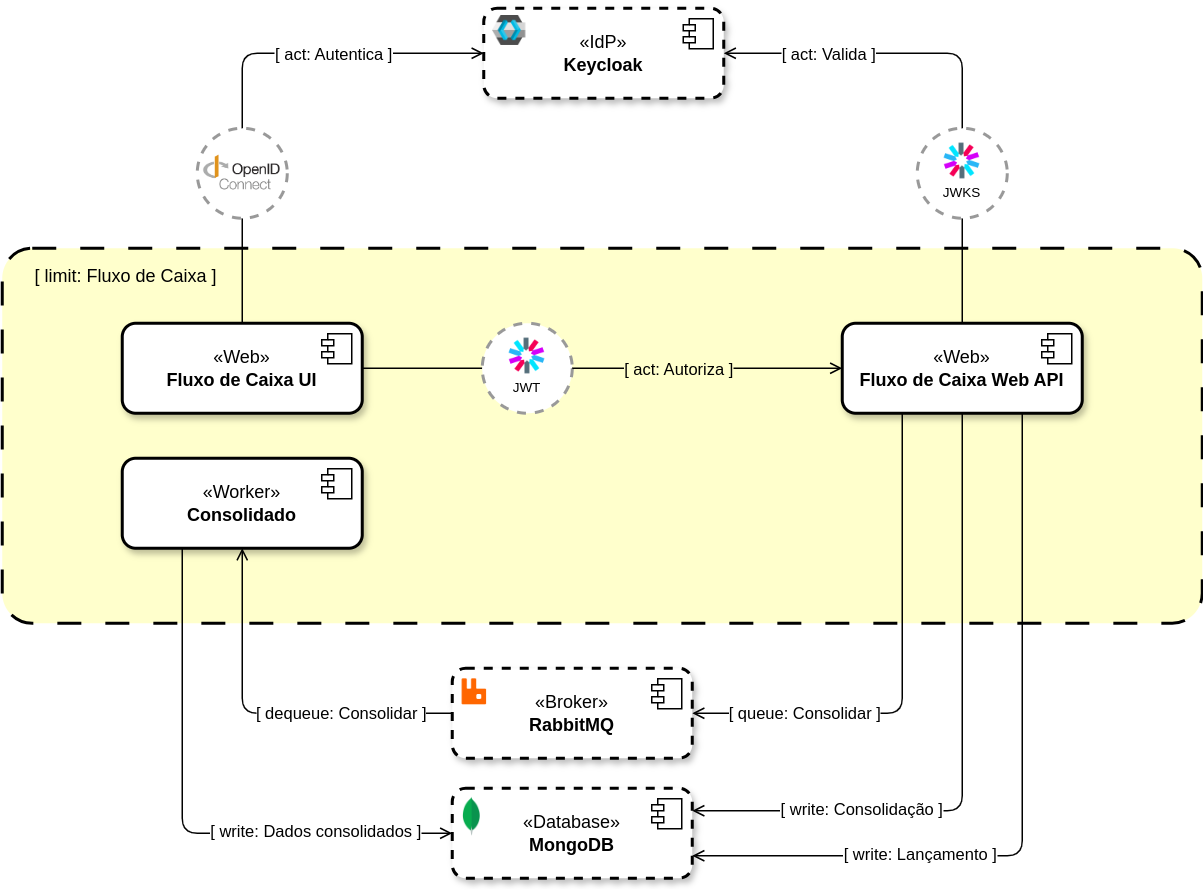 «IdP»
Keycloak
[ act: Autentica ]
[ act: Valida ]
OpenID
Connect
JWKS
[ limit: Fluxo de Caixa ]
«Web»
Fluxo de Caixa UI
JWT
[ act: Autoriza ]
«Web»
Fluxo de Caixa Web API
«Worker»
Consolidado
«Broker»
RabbitMQ
[ dequeue: Consolidar ]
[ queue: Consolidar ]
«Database»
MongoDB
[ write: Dados consolidados ]
[ write: Consolidação ]
[ write: Lançamento ]